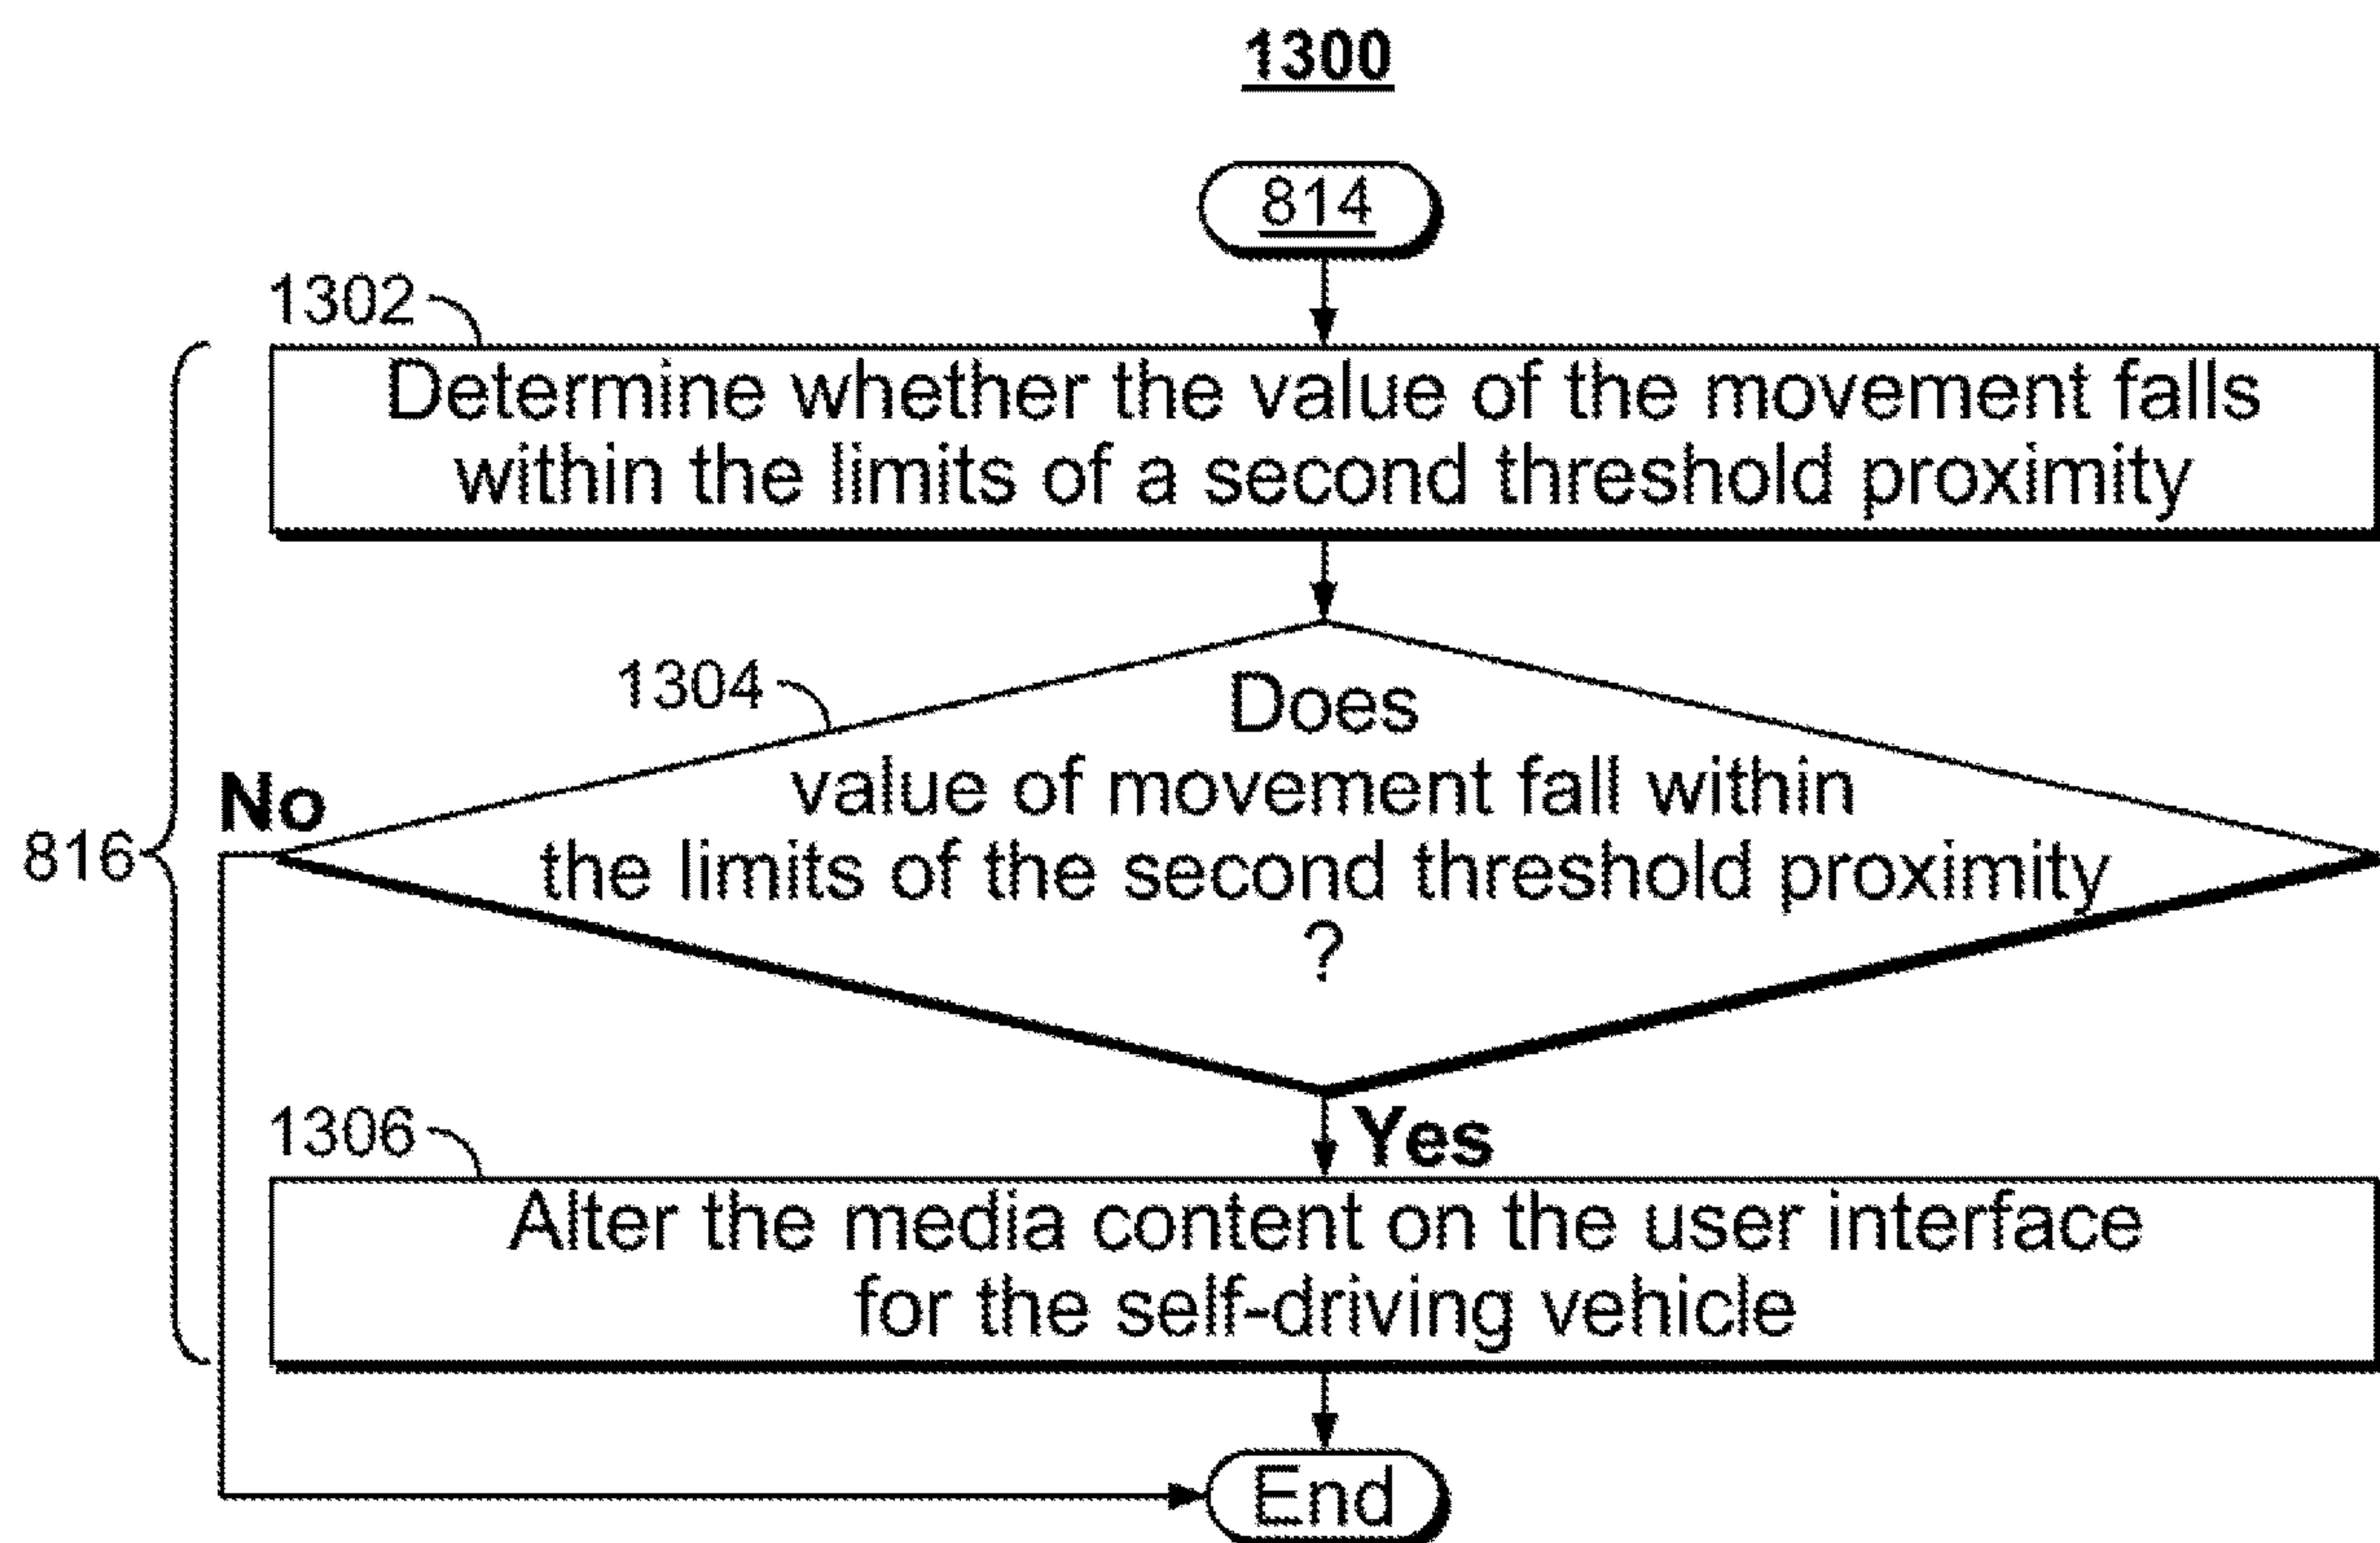 1300
814
1302
Determine whether the value of the movement falls
within the limits of a second threshold proximity
1304
Does
value of movement fall within
the limits of the second threshold proximity
?
No
816
Yes
1306
Alter the media content on the user interface
for the self-driving vehicle
End